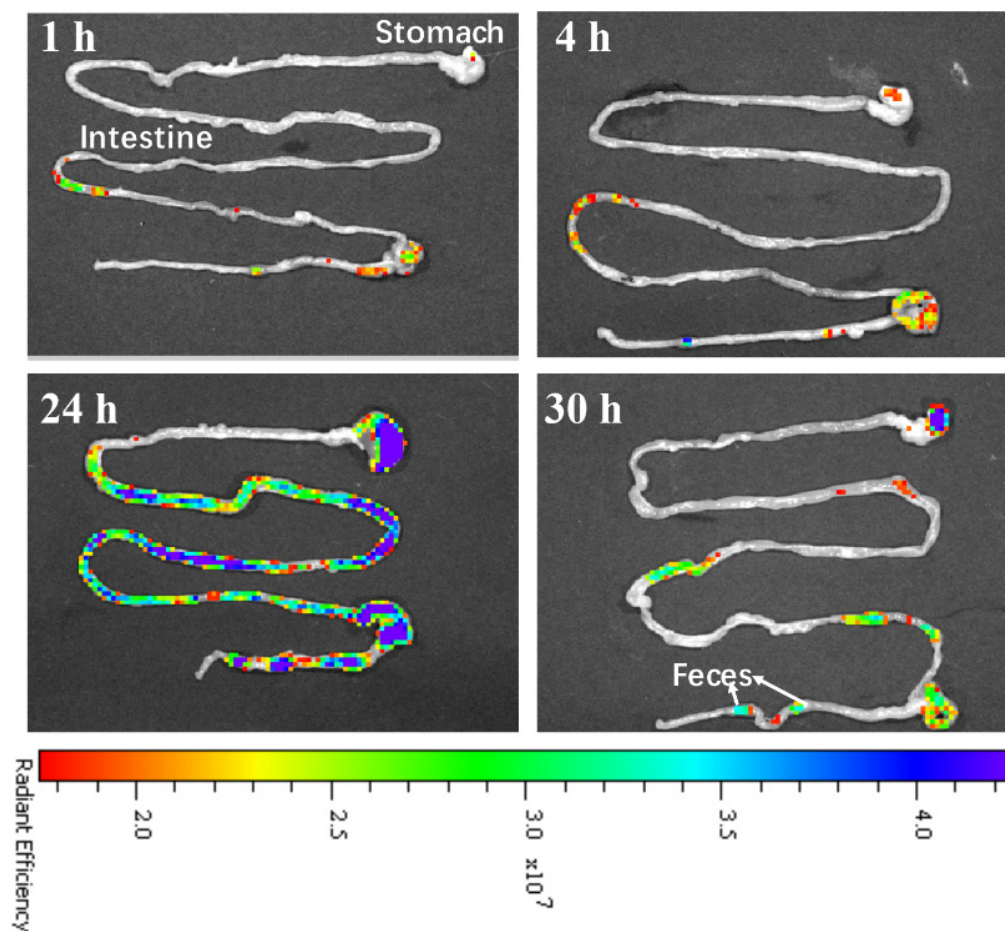 1 h
Stomach
4 h
Intestine
24 h
30 h
Feces
2.0
2.5
3.0
3.5
4.0
x10⁷
Radiant Efficiency